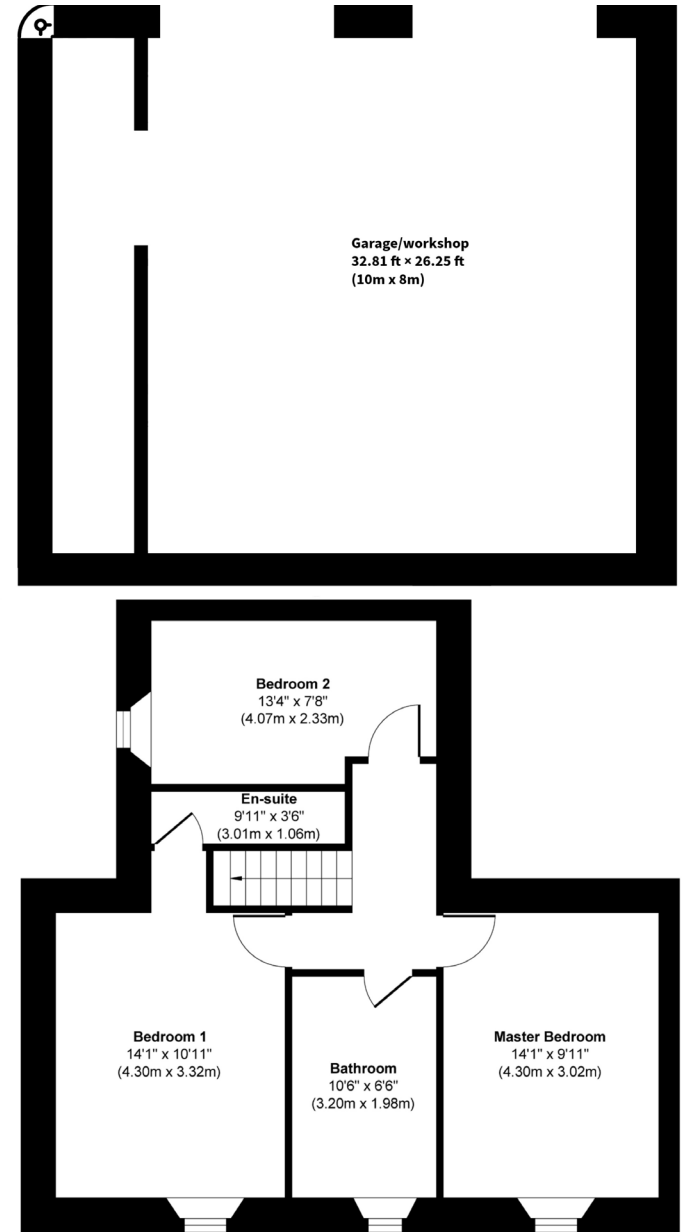 Garage/workshop
32.81 ft × 26.25 ft
(10m x 8m)
Bedroom 2
13'4" x 7'8"
(4.07m x 2.33m)
En-suite
9'11" x 3'6"
(3.01m x 1.06m)
Bedroom 1
14'1" x 10'11"
(4.30m x 3.32m)
Bathroom
10'6" x 6'6"
(3.20m x 1.98m)
Master Bedroom
14'1" x 9'11"
(4.30m x 3.02m)